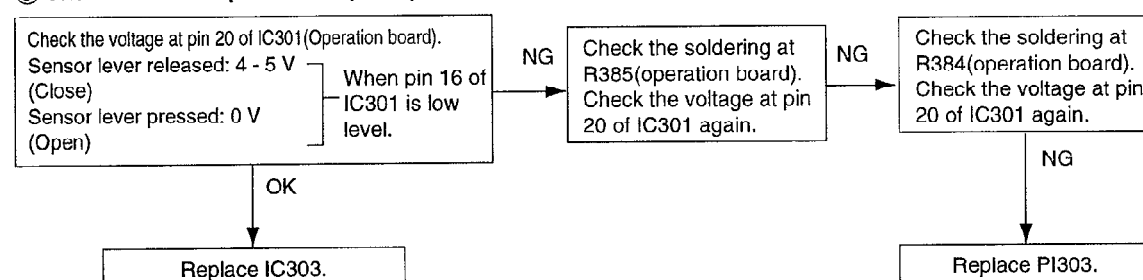 Check the voltage at pin 20 of IC301(Operation board).
Sensor lever released: 4 - 5 V
(Close)
Sensor lever pressed: 0 V
(Open)
When pin 16 of
IC301 is low
level.
NG
Check the soldering at
R385(operation board).
Check the voltage at pin
20 of IC301 again.
NG
Check the soldering at
R384(operation board).
Check the voltage at pin
20 of IC301 again.
OK
NG
Replace IC303.
Replace PI303.